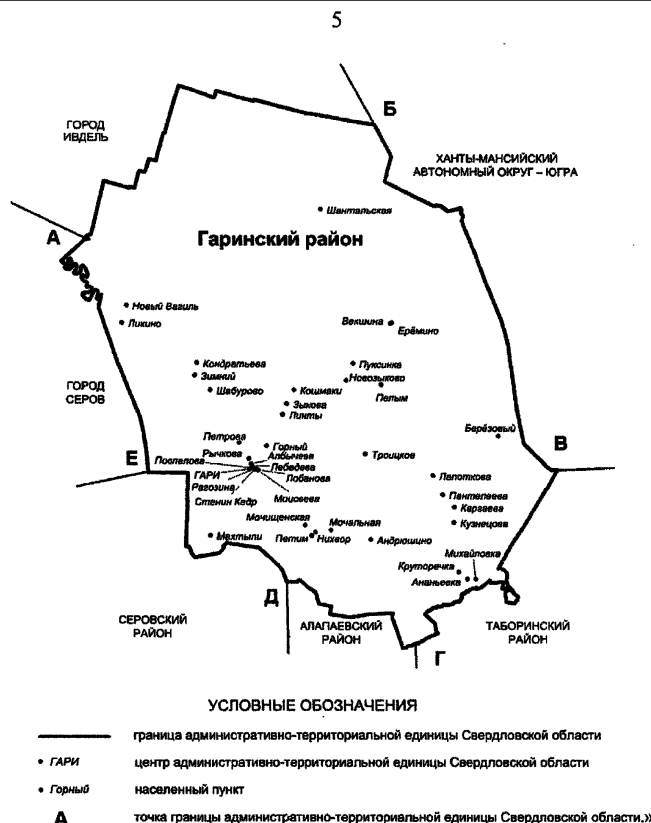 5
Б
ГОРОД
ИВДЕЛЬ
ХАНТЫ-МАНСИЙСКИЙ
АВТОНОМНЫЙ ОКРУГ – ЮГРА
Шантальская
А
Гаринский район
Новый Вагиль
Ликино
Векшина
Ерёмино
Кондратьева
Зимний
Шабурово
Пуксинка
Новозыково
Пелым
Кошмаки
Зыкова
Линты
ГОРОД
СЕРОВ
Берёзовый
Петрова
Горный
Рычкова
Албычева
Троицкое
В
Е
Поспелова
Лебедева
ГАРИ
Лобанова
Лапоткова
Рагозина
Стенин Кедр
Моисеева
Пантелеева
Каргаева
Кузнецова
Мочищенская
Мочальная
Махтыли
Петим
Нихвор
Андрюшино
Михайловка
Круторечка
Ананьевка
Д
СЕРОВСКИЙ
РАЙОН
АЛАПАЕВСКИЙ
РАЙОН
ТАБОРИНСКИЙ
РАЙОН
Г
УСЛОВНЫЕ ОБОЗНАЧЕНИЯ
граница административно-территориальной единицы Свердловской области
ГАРИ центр административно-территориальной единицы Свердловской области
Горный населенный пункт
А точка границы административно-территориальной единицы Свердловской области.»